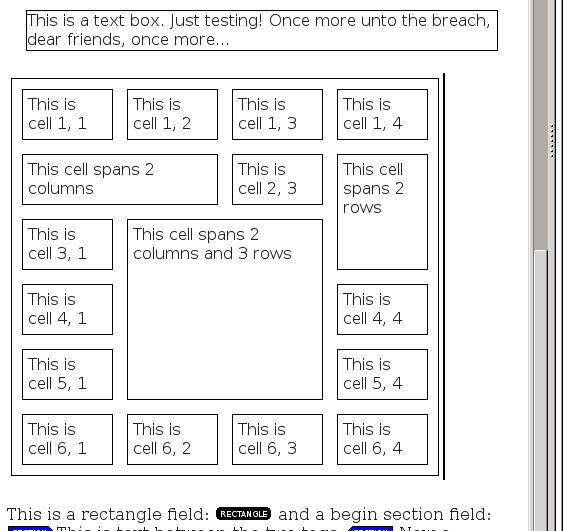 This is a text box. Just testing! Once more unto the breach,
dear friends, once more...
This is
cell 1, 1
This is
cell 1, 2
This is
cell 1, 3
This is
cell 1, 4
This cell spans 2
columns
This is
cell 2, 3
This cell
spans 2
rows
This is
cell 3, 1
This cell spans 2
columns and 3 rows
This is
cell 4, 1
This is
cell 4, 4
This is
cell 5, 1
This is
cell 5, 4
This is
cell 6, 1
This is
cell 6, 2
This is
cell 6, 3
This is
cell 6, 4
This is a rectangle field: RECTANGLE and a begin section field:
This is text between the two tags.